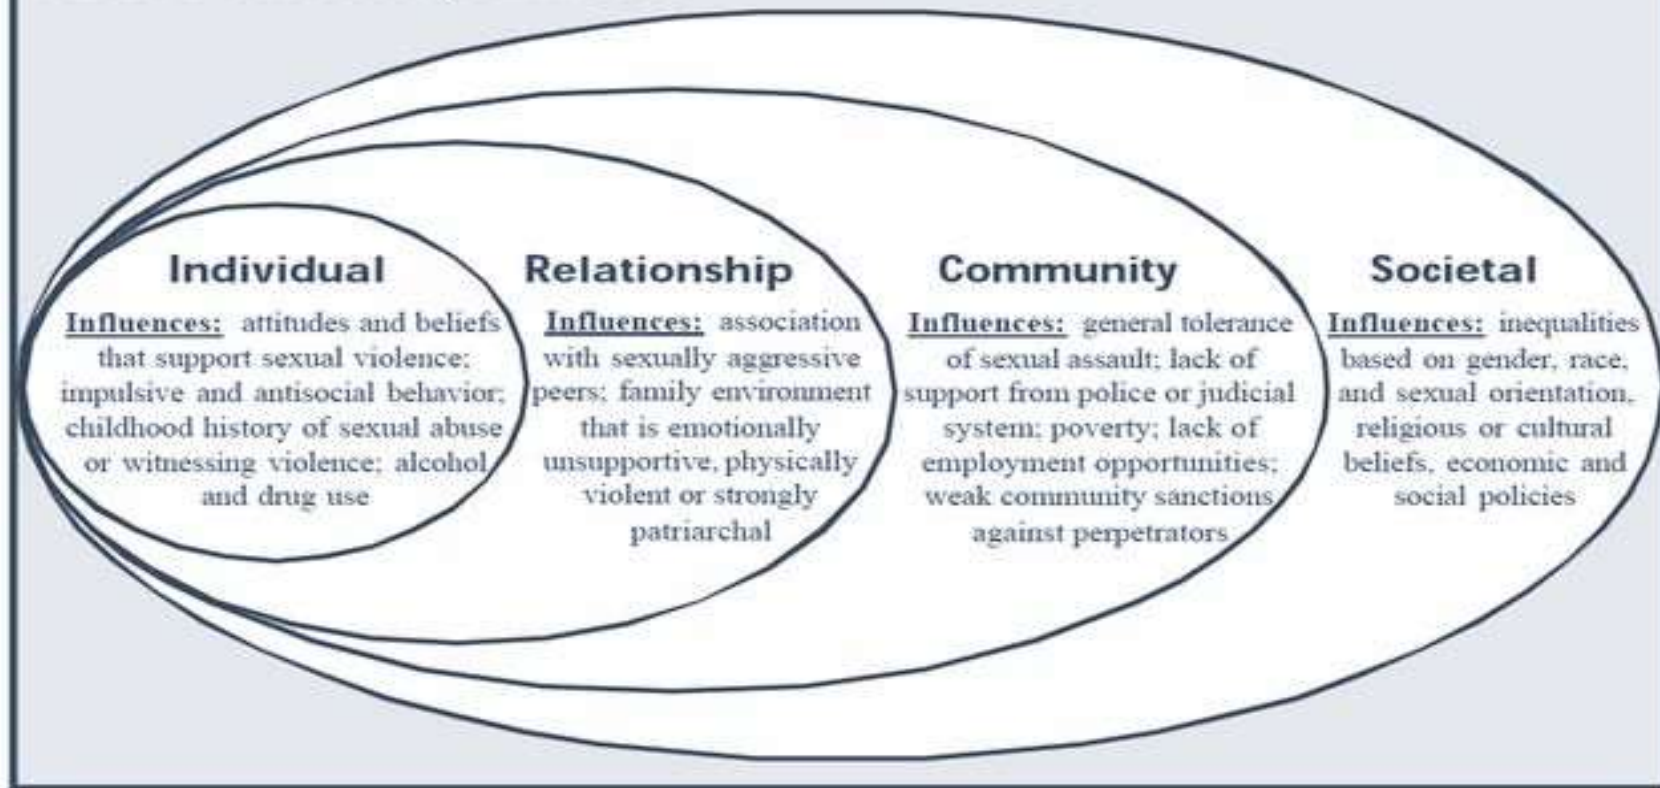 Individual
Influences: attitudes and beliefs
that support sexual violence;
impulsive and antisocial behavior;
childhood history of sexual abuse
or witnessing violence; alcohol
and drug use
Relationship
Influences: association
with sexually aggressive
peers; family environment
that is emotionally
unsupportive, physically
violent or strongly
patriarchal
Community
Influences: general tolerance
of sexual assault; lack of
support from police or judicial
system; poverty; lack of
employment opportunities;
weak community sanctions
against perpetrators
Societal
Influences: inequalities
based on gender, race,
and sexual orientation,
religious or cultural
beliefs, economic and
social policies